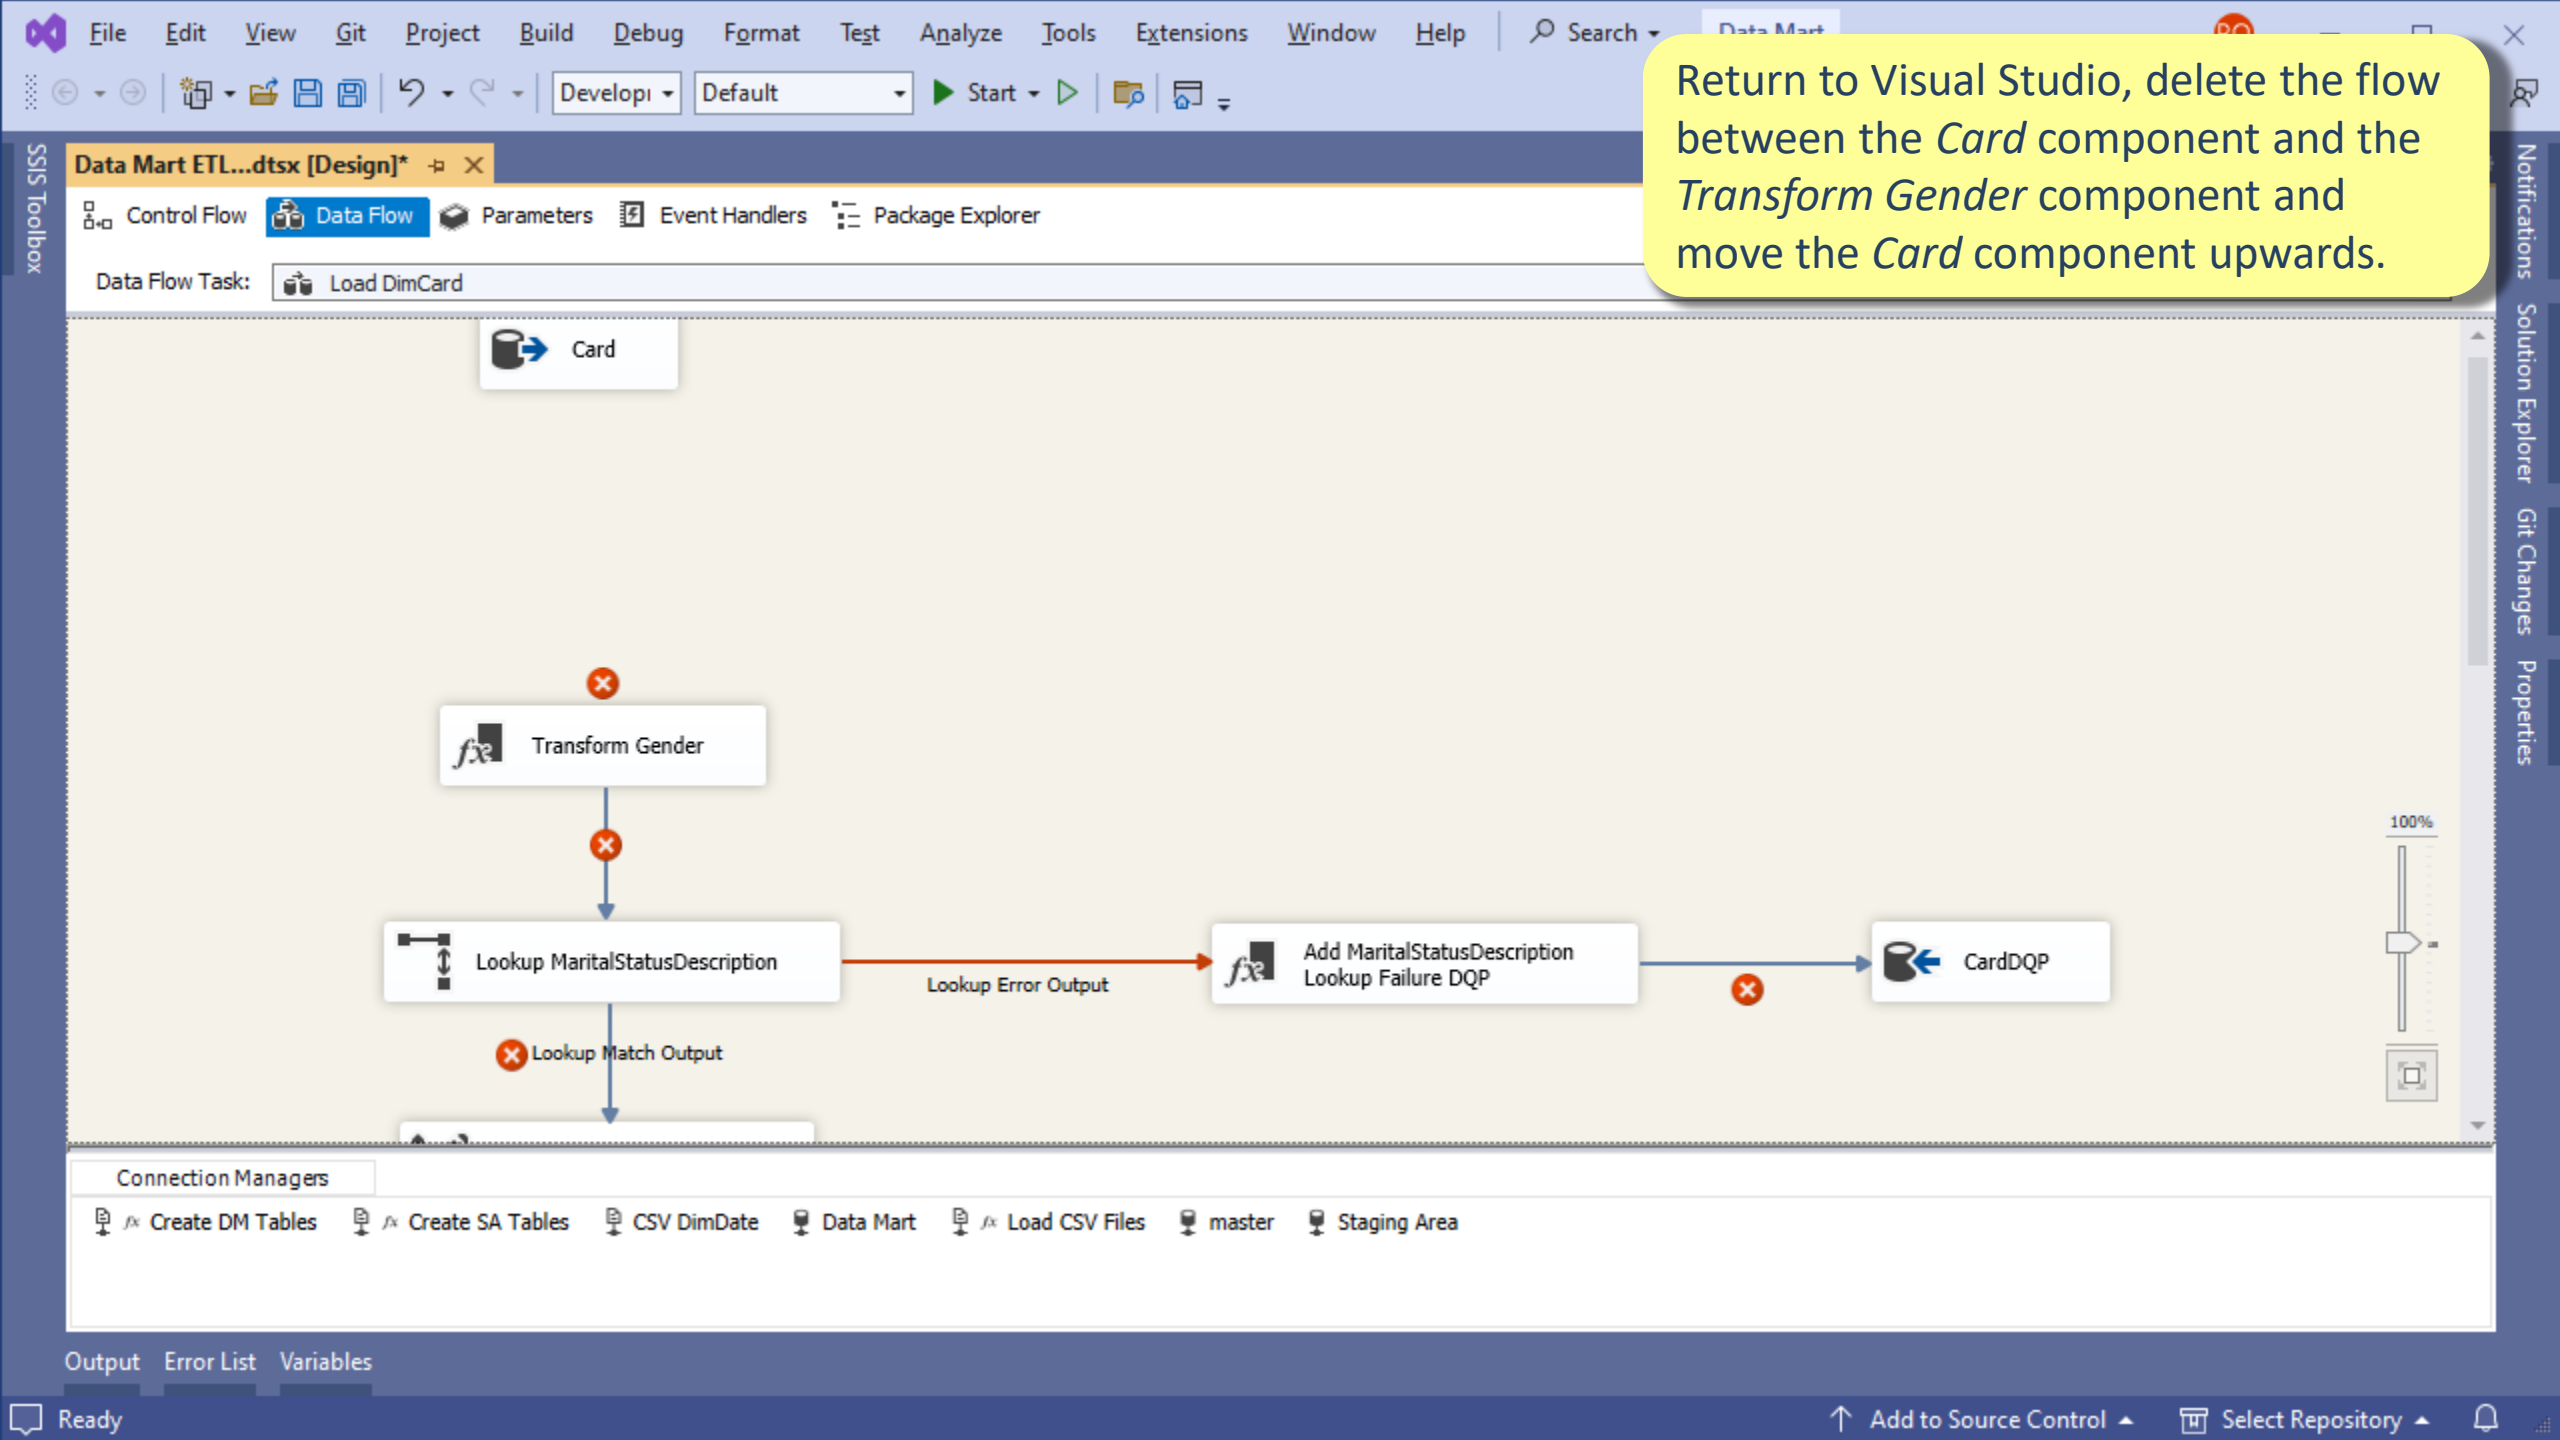 File Edit View Git Project Build Debug Format Test Analyze Tools Extensions Window Help Search Data Mart
Default Start
Return to Visual Studio, delete the flow
between the Card component and the
Transform Gender component and
move the Card component upwards.
SSIS Toolbox
Data Mart ETL...dtsx [Design]*
Control Flow Data Flow Parameters Event Handlers Package Explorer
Data Flow Task: Load DimCard
Card
Transform Gender
Lookup MaritalStatusDescription
Lookup Error Output
Add MaritalStatusDescription
Lookup Failure DQP
CardDQP
Lookup Match Output
100%
Notifications
Solution Explorer
Git Changes
Properties
Connection Managers
fx Create DM Tables fx Create SA Tables CSV DimDate Data Mart fx Load CSV Files master Staging Area
Output Error List Variables
Ready Add to Source Control Select Repository